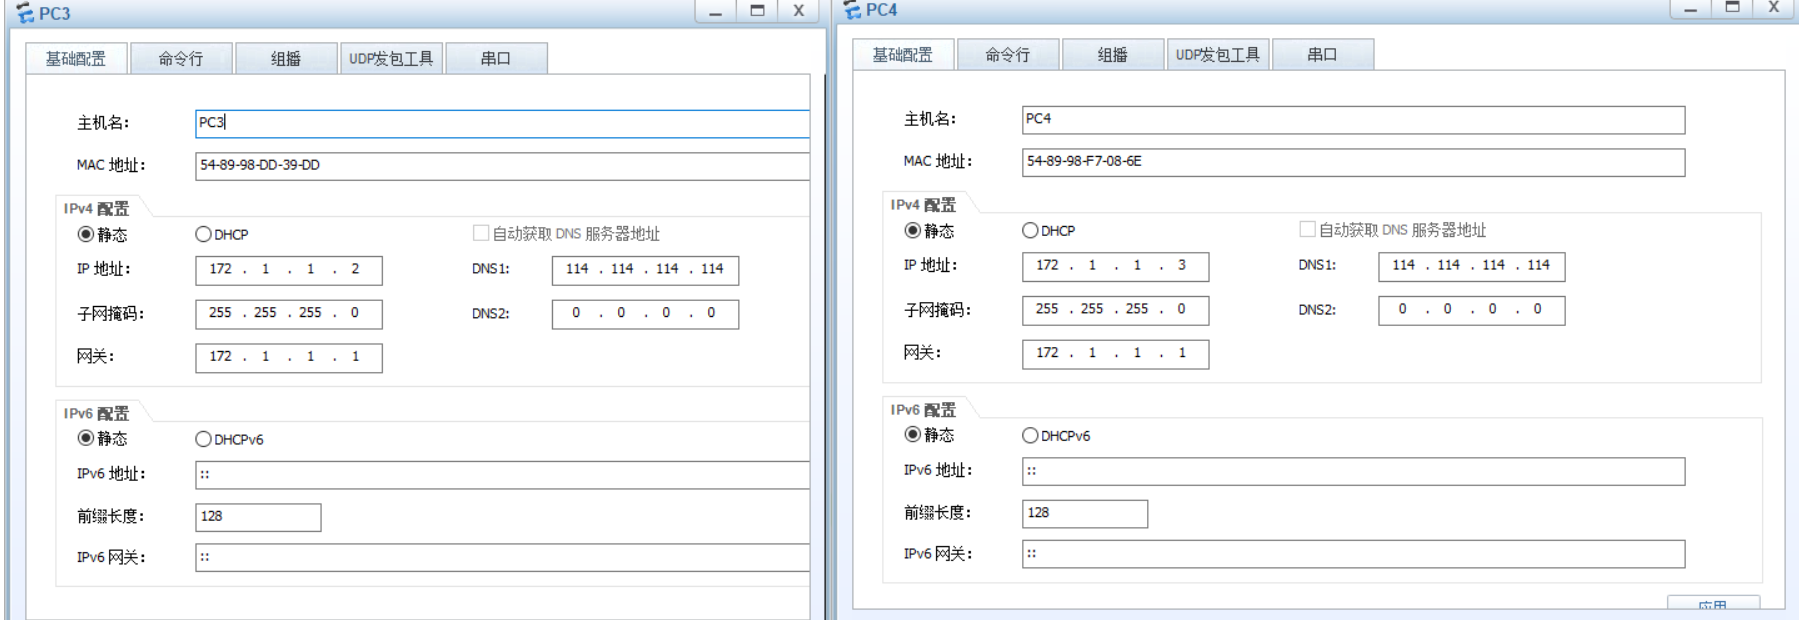 PC3
基础配置 命令行 组播 UDP发包工具 串口
主机名: PC3
MAC 地址: 54-89-98-DD-39-DD
IPv4 配置
静态 DHCP 自动获取 DNS 服务器地址
IP 地址: 172 . 1 . 1 . 2 DNS1: 114 . 114 . 114 . 114
子网掩码: 255 . 255 . 255 . 0 DNS2: 0 . 0 . 0 . 0
网关: 172 . 1 . 1 . 1
IPv6 配置
静态 DHCPv6
IPv6 地址: ::
前缀长度: 128
IPv6 网关: ::
PC4
基础配置 命令行 组播 UDP发包工具 串口
主机名: PC4
MAC 地址: 54-89-98-F7-08-6E
IPv4 配置
静态 DHCP 自动获取 DNS 服务器地址
IP 地址: 172 . 1 . 1 . 3 DNS1: 114 . 114 . 114 . 114
子网掩码: 255 . 255 . 255 . 0 DNS2: 0 . 0 . 0 . 0
网关: 172 . 1 . 1 . 1
IPv6 配置
静态 DHCPv6
IPv6 地址: ::
前缀长度: 128
IPv6 网关: ::
应用